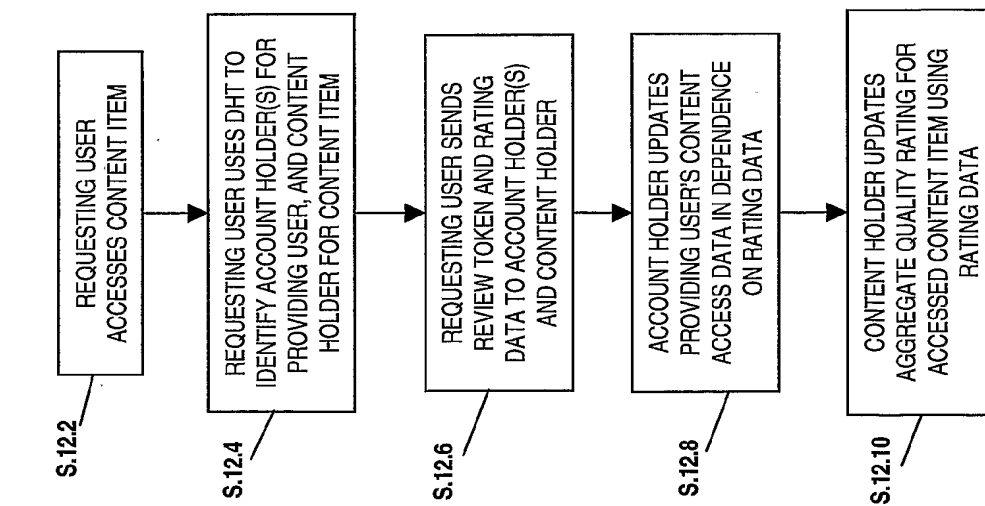 S.12.2
REQUESTING USER
ACCESSES CONTENT ITEM
S.12.4
REQUESTING USER USES DHT TO
IDENTIFY ACCOUNT HOLDER(S) FOR
PROVIDING USER, AND CONTENT
HOLDER FOR CONTENT ITEM
S.12.6
REQUESTING USER SENDS
REVIEW TOKEN AND RATING
DATA TO ACCOUNT HOLDER(S)
AND CONTENT HOLDER
S.12.8
ACCOUNT HOLDER UPDATES
PROVIDING USER'S CONTENT
ACCESS DATA IN DEPENDENCE
ON RATING DATA
S.12.10
CONTENT HOLDER UPDATES
AGGREGATE QUALITY RATING FOR
ACCESSED CONTENT ITEM USING
RATING DATA